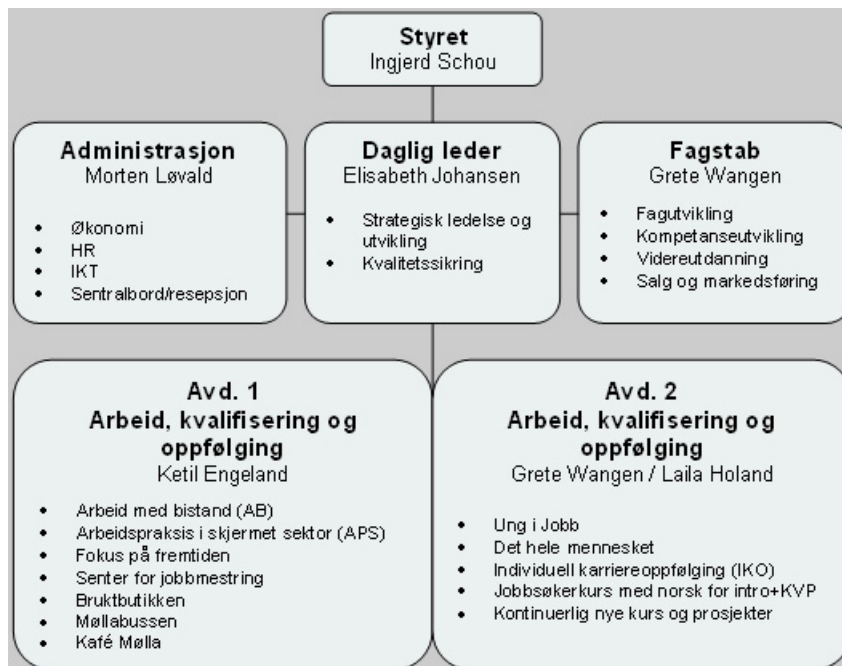 Styret
Ingjerd Schou
Administrasjon
Morten Løvald
• Økonomi
• HR
• IKT
• Sentralbord/resepsjon
Daglig leder
Elisabeth Johansen
• Strategisk ledelse og
utvikling
• Kvalitetssikring
Fagstab
Grete Wangen
• Fagutvikling
• Kompetanseutvikling
• Videreutdanning
• Salg og markedsføring
Avd. 1
Arbeid, kvalifisering og
oppfølging
Ketil Engeland
• Arbeid med bistand (AB)
• Arbeidspraksis i skjermet sektor (APS)
• Fokus på fremtiden
• Senter for jobbmestring
• Bruktbutikken
• Møllabussen
• Kafé Mølla
Avd. 2
Arbeid, kvalifisering og
oppfølging
Grete Wangen / Laila Holand
• Ung i Jobb
• Det hele mennesket
• Individuell karriereoppfølging (IKO)
• Jobbsøkerkurs med norsk for intro+KVP
• Kontinuerlig nye kurs og prosjekter